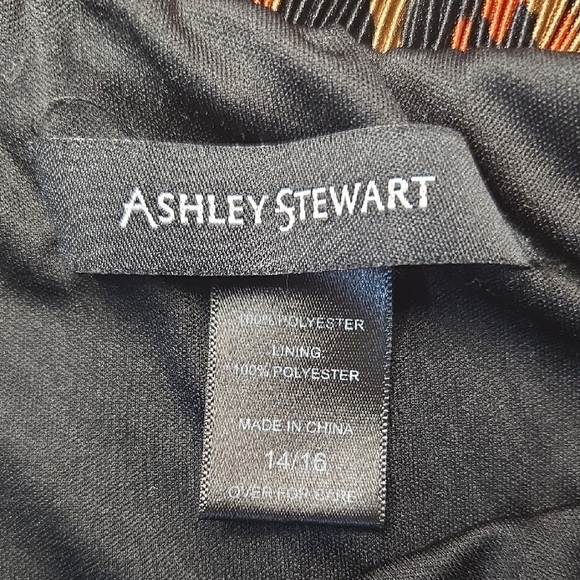 ASHLEY STEWART
100% POLYESTER
LINING:
100% POLYESTER
MADE IN CHINA
14/16
OVER FOR CARE